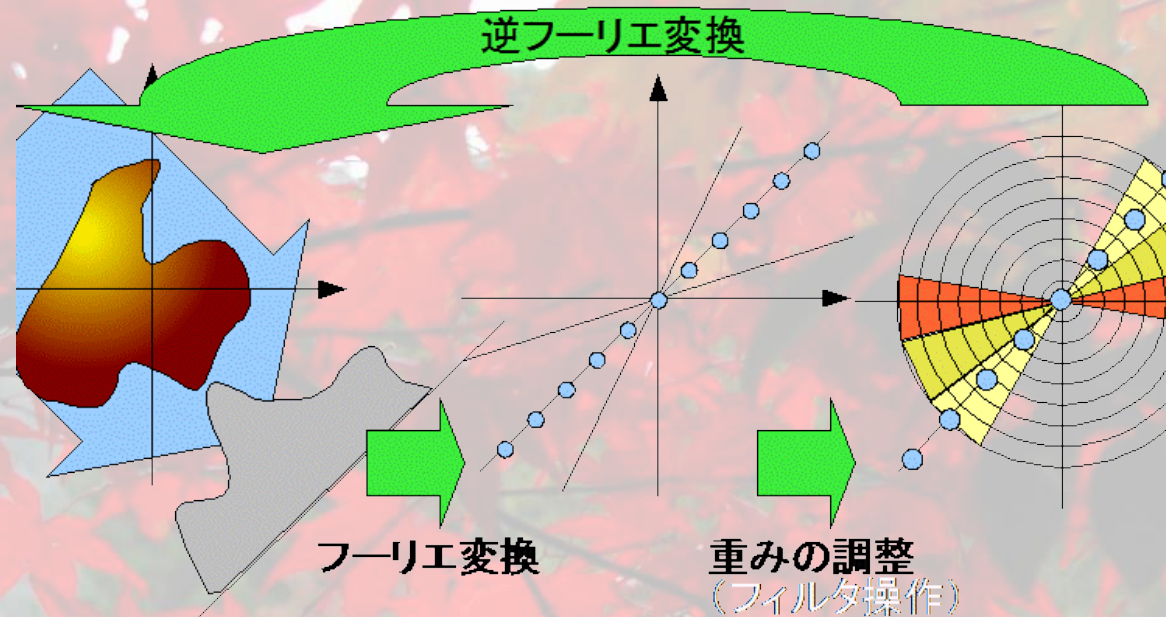 逆フーリエ変換
フーリエ変換
重みの調整
（フィルタ操作）